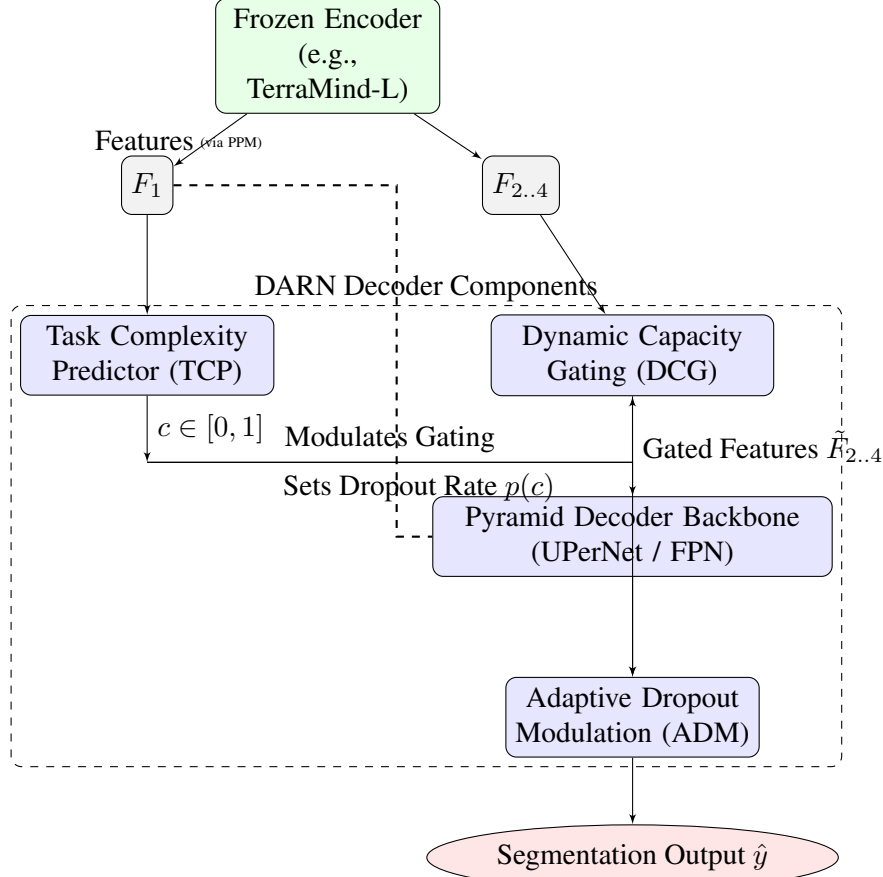 Frozen Encoder
(e.g.,
TerraMind-L)
Features (via PPM)
F₁
F₂..₄
DARN Decoder Components
Task Complexity
Predictor (TCP)
Dynamic Capacity
Gating (DCG)
c ∈ [0, 1]
Modulates Gating
Gated Features F̃₂..₄
Sets Dropout Rate p(c)
Pyramid Decoder Backbone
(UPerNet / FPN)
Adaptive Dropout
Modulation (ADM)
Segmentation Output ŷ